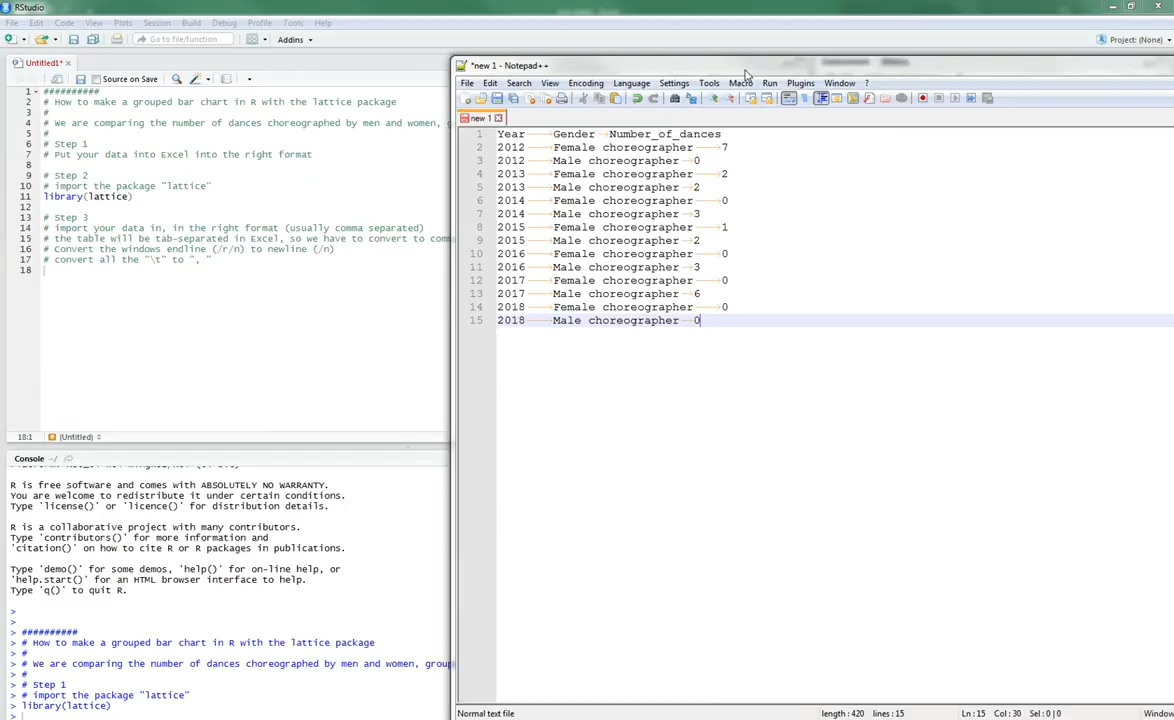 RStudio
File Edit Code View Plots Session Build Debug Profile Tools Help
Go to file/function Addins Project: (None)
Untitled1*
Source on Save
1 ##########
2 # How to make a grouped bar chart in R with the lattice package
3 #
4 # We are comparing the number of dances choreographed by men and women, g
5 #
6 # Step 1
7 # Put your data into Excel into the right format
8
9 # Step 2
10 # import the package "lattice"
11 library(lattice)
12
13 # Step 3
14 # import your data in, in the right format (usually comma separated)
15 # the table will be tab-separated in Excel, so we have to convert to com
16 # Convert the windows endline (/r/n) to newline (/n)
17 # convert all the "\t" to ", "
18
18:1 (Untitled)
Console ~/
R is free software and comes with ABSOLUTELY NO WARRANTY.
You are welcome to redistribute it under certain conditions.
Type 'license()' or 'licence()' for distribution details.
R is a collaborative project with many contributors.
Type 'contributors()' for more information and
'citation()' on how to cite R or R packages in publications.
Type 'demo()' for some demos, 'help()' for on-line help, or
'help.start()' for an HTML browser interface to help.
Type 'q()' to quit R.
>
>
> ##########
> # How to make a grouped bar chart in R with the lattice package
> #
> # We are comparing the number of dances choreographed by men and women, group
> #
> # Step 1
> # import the package "lattice"
> library(lattice)
>
*new 1 - Notepad++
File Edit Search View Encoding Language Settings Tools Macro Run Plugins Window ?
new 1
1 Year Gender Number_of_dances
2 2012 Female choreographer 7
3 2012 Male choreographer 0
4 2013 Female choreographer 2
5 2013 Male choreographer 2
6 2014 Female choreographer 0
7 2014 Male choreographer 3
8 2015 Female choreographer 1
9 2015 Male choreographer 2
10 2016 Female choreographer 0
11 2016 Male choreographer 3
12 2017 Female choreographer 0
13 2017 Male choreographer 6
14 2018 Female choreographer 0
15 2018 Male choreographer 0
Normal text file length : 420 lines : 15 Ln : 15 Col : 30 Sel : 0 | 0 Window